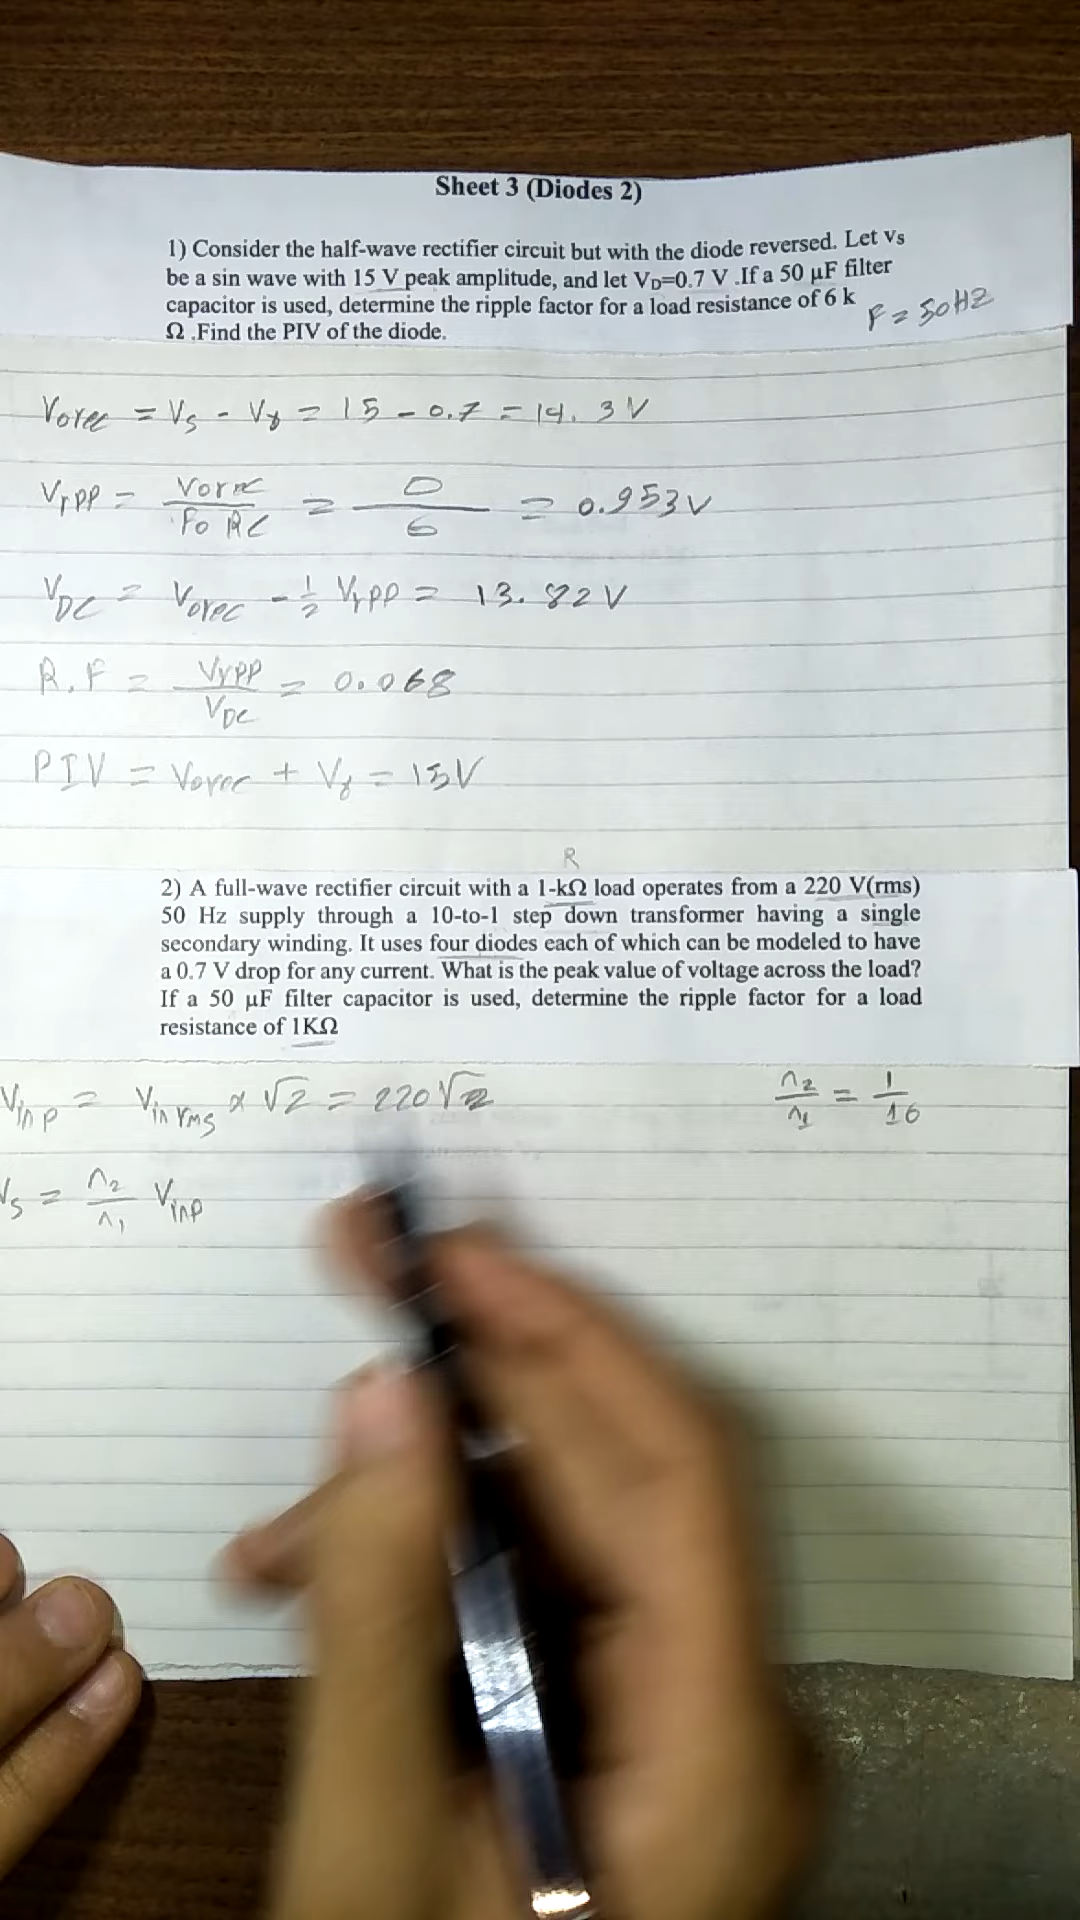 Sheet 3 (Diodes 2)
1) Consider the half-wave rectifier circuit but with the diode reversed. Let vs
be a sin wave with 15 V peak amplitude, and let VD=0.7 V .If a 50 μF filter
capacitor is used, determine the ripple factor for a load resistance of 6 k
Ω .Find the PIV of the diode.
F = 50HZ
Vorec = Vs - Vγ = 15 - 0.7 = 14.3V
Vrpp = Vorec / Fo RC = 0.953V
VDC = Vorec - 1/2 Vrpp = 13.82V
R.F = Vrpp / VDC = 0.068
PIV = Vorec + Vγ = 15V
R
2) A full-wave rectifier circuit with a 1-kΩ load operates from a 220 V(rms)
50 Hz supply through a 10-to-1 step down transformer having a single
secondary winding. It uses four diodes each of which can be modeled to have
a 0.7 V drop for any current. What is the peak value of voltage across the load?
If a 50 μF filter capacitor is used, determine the ripple factor for a load
resistance of 1KΩ
Vinp = Vin rms x √2 = 220√2
n2/n1 = 1/10
Vs = n2/n1 Vinp